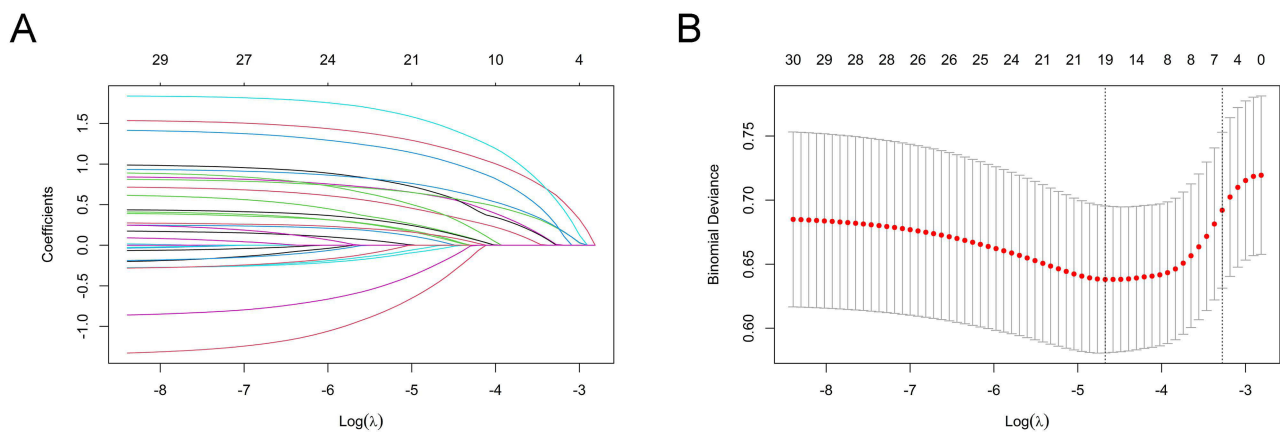 A
29 27 24 21 10 4
Coefficients
1.5
1.0
0.5
0.0
-0.5
-1.0
-8 -7 -6 -5 -4 -3
Log(λ)
B
30 29 28 28 26 26 25 24 21 21 19 14 8 8 7 4 0
Binomial Deviance
0.75
0.70
0.65
0.60
-8 -7 -6 -5 -4 -3
Log(λ)